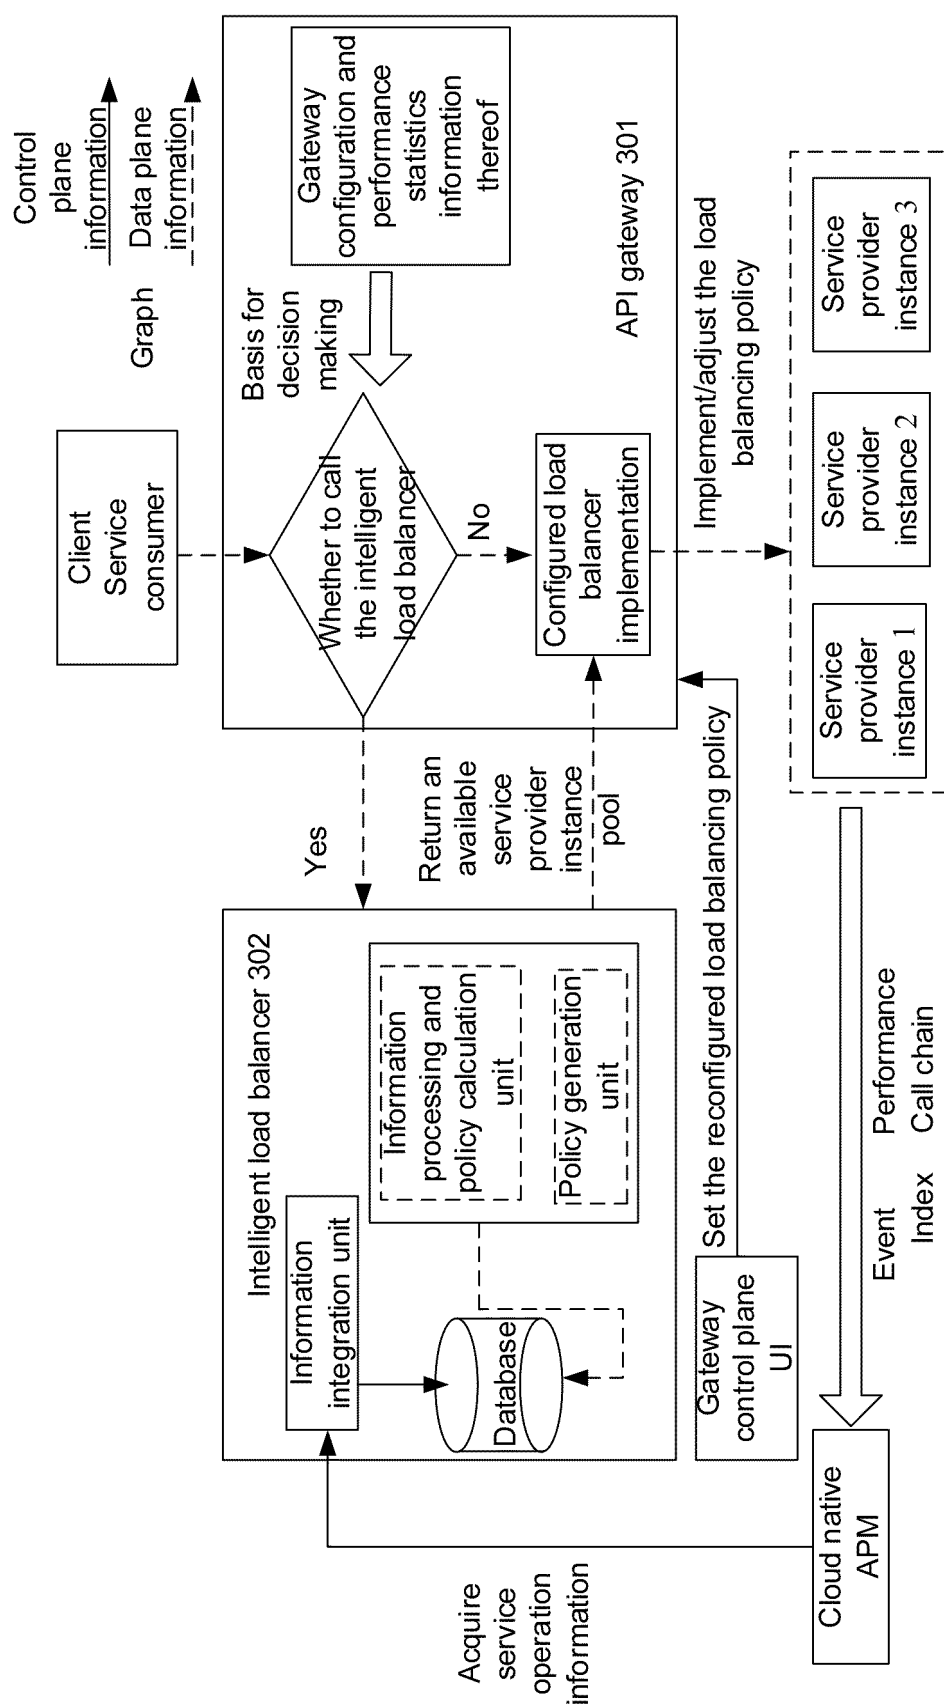 Graph
Control
plane
information
Data plane
information
Client
Service
consumer
Basis for
decision
making
Gateway
configuration and
performance
statistics
information
thereof
Whether to call
the intelligent
load balancer
Yes
No
Configured load
balancer
implementation
API gateway 301
Return an
available
service
provider
instance
pool
Intelligent load balancer 302
Information
integration unit
Database
Information
processing and
policy calculation
unit
Policy generation
unit
Gateway
control plane
UI
Set the reconfigured load balancing policy
Implement/adjust the load
balancing policy
Service
provider
instance 1
Service
provider
instance 2
Service
provider
instance 3
Event Performance
Index Call chain
Cloud native
APM
Acquire
service
operation
information